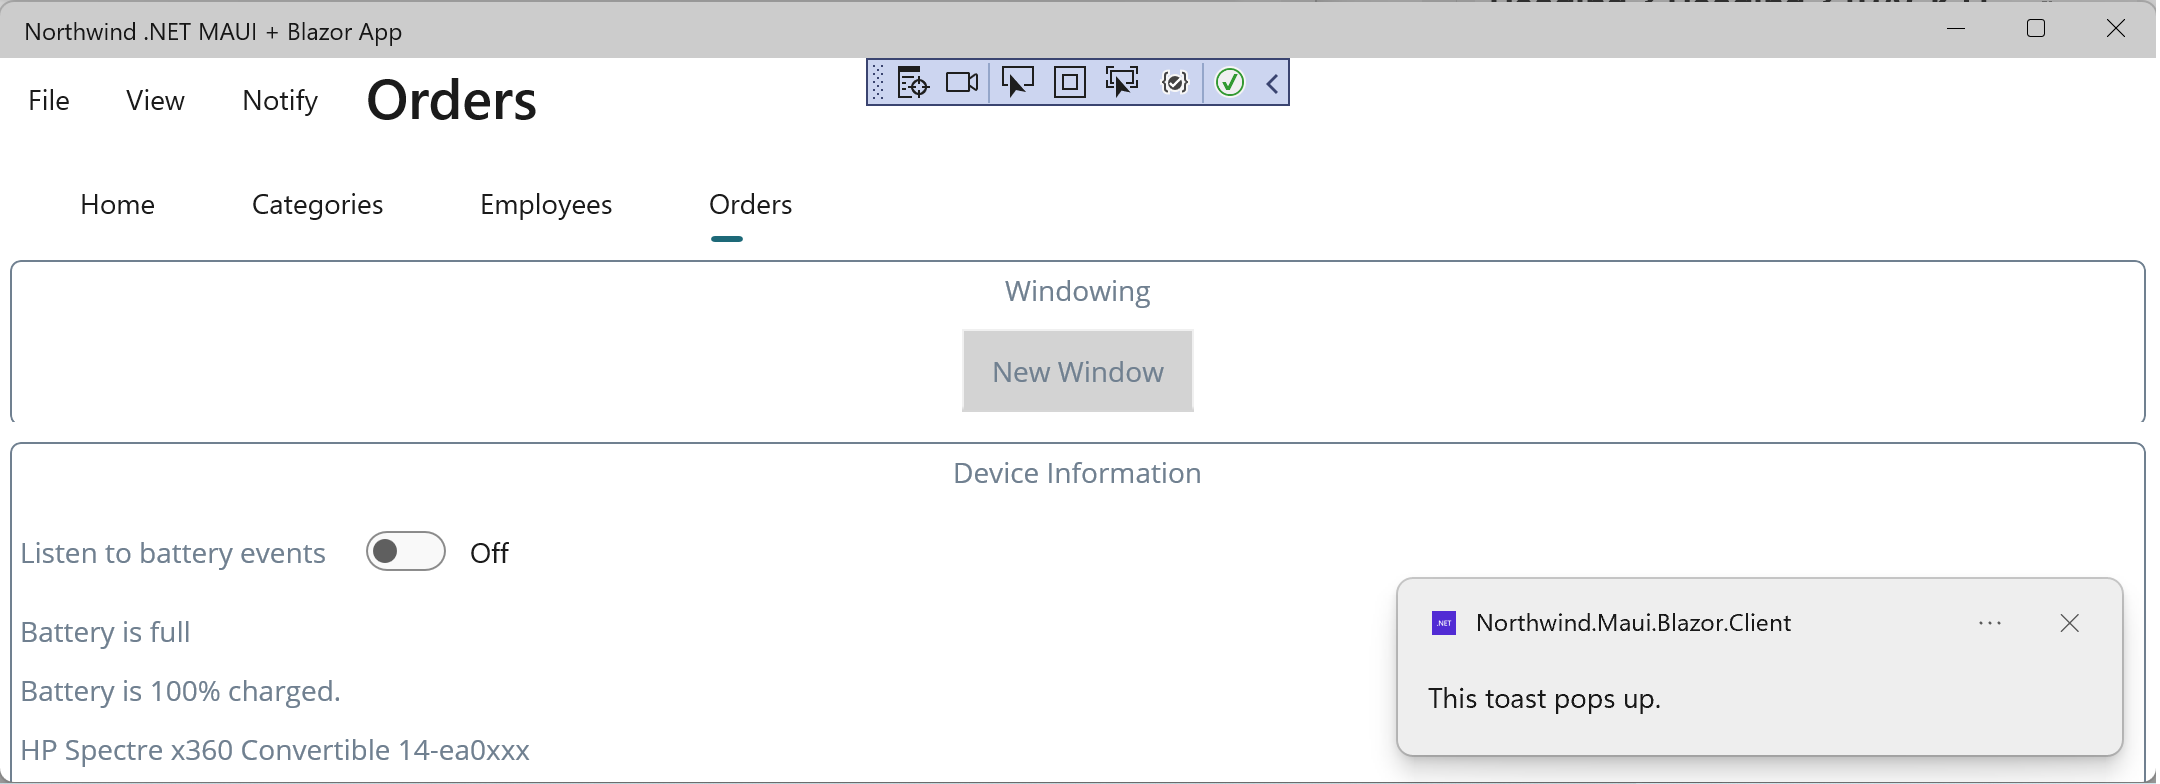 Northwind .NET MAUI + Blazor App
File View Notify Orders
Home Categories Employees Orders
Windowing
New Window
Device Information
Listen to battery events Off
Battery is full
Battery is 100% charged.
HP Spectre x360 Convertible 14-ea0xxx
.NET Northwind.Maui.Blazor.Client
This toast pops up.